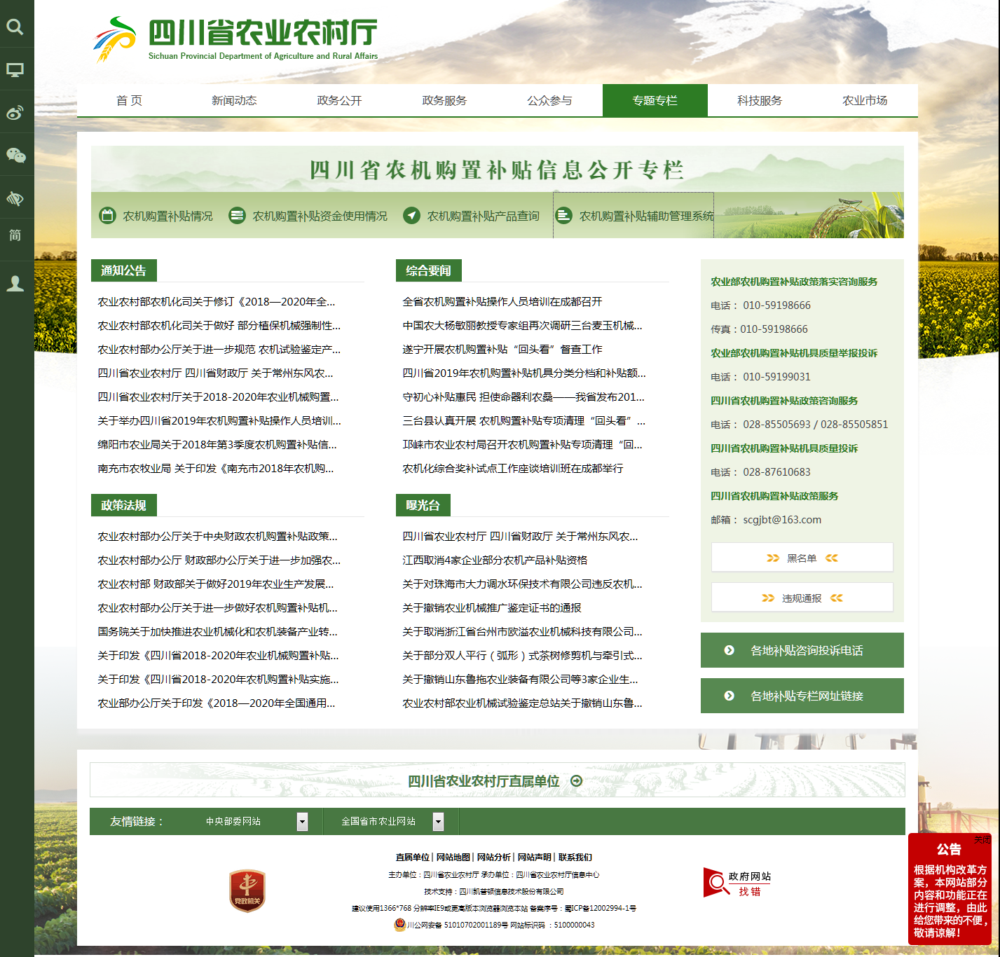 四川省农业农村厅
Sichuan Provincial Department of Agriculture and Rural Affairs
简
首 页
新闻动态
政务公开
政务服务
公众参与
专题专栏
科技服务
农业市场
四川省农机购置补贴信息公开专栏
农机购置补贴情况
农机购置补贴资金使用情况
农机购置补贴产品查询
农机购置补贴辅助管理系统
通知公告
农业农村部农机化司关于修订《2018—2020年全...
农业农村部农机化司关于做好 部分植保机械强制性...
农业农村部办公厅关于进一步规范 农机试验鉴定产...
四川省农业农村厅 四川省财政厅 关于常州东风农...
四川省农业农村厅关于2018-2020年农业机械购置...
关于举办四川省2019年农机购置补贴操作人员培训...
绵阳市农业局关于2018年第3季度农机购置补贴信...
南充市农牧业局 关于印发《南充市2018年农机购...
综合要闻
全省农机购置补贴操作人员培训在成都召开
中国农大杨敏丽教授专家组再次调研三台麦玉机械...
遂宁开展农机购置补贴“回头看”督查工作
四川省2019年农机购置补贴机具分类分档和补贴额...
守初心补贴惠民 担使命器利农桑——我省发布201...
三台县认真开展 农机购置补贴专项清理“回头看”...
邛崃市农业农村局召开农机购置补贴专项清理“回...
农机化综合奖补试点工作座谈培训班在成都举行
政策法规
农业农村部办公厅关于中央财政农机购置补贴政策...
农业农村部办公厅 财政部办公厅关于进一步加强农...
农业农村部 财政部关于做好2019年农业生产发展...
农业农村部办公厅关于进一步做好农机购置补贴机...
国务院关于加快推进农业机械化和农机装备产业转...
关于印发《四川省2018-2020年农业机械购置补贴...
关于印发《四川省2018-2020年农机购置补贴实施...
农业部办公厅关于印发《2018—2020年全国通用...
曝光台
四川省农业农村厅 四川省财政厅 关于常州东风农...
江西取消4家企业部分农机产品补贴资格
关于对珠海市大力调水环保技术有限公司违反农机...
关于撤销农业机械推广鉴定证书的通报
关于取消浙江省台州市欧溢农业机械科技有限公司...
关于部分双人平行（弧形）式茶树修剪机与牵引式...
关于撤销山东鲁拖农业装备有限公司等3家企业生...
农业农村部农业机械试验鉴定总站关于撤销山东鲁...
农业部农机购置补贴政策落实咨询服务
电话： 010-59198666
传真：010-59198666
农业部农机购置补贴机具质量举报投诉
电话： 010-59199031
四川省农机购置补贴政策咨询服务
电话： 028-85505693 / 028-85505851
四川省农机购置补贴机具质量投诉
电话： 028-87610683
四川省农机购置补贴政策服务
邮箱： scgjbt@163.com
黑名单
违规通报
各地补贴咨询投诉电话
各地补贴专栏网址链接
四川省农业农村厅直属单位
友情链接：
中央部委网站
全国省市农业网站
直属单位| 网站地图| 网站分析| 网站声明| 联系我们
主办单位：四川省农业农村厅 承办单位：四川省农业农村厅信息中心
技术支持：四川凯普顿信息技术股份有限公司
建议使用1366*768 分辨率IE9或更高版本浏览器浏览本站 备案序号：蜀ICP备12002994-1号
川公网安备 51010702001189号 网站标识码 ：5100000043
党政机关
政府网站
找错
关闭
公告
根据机构改革方
案，本网站部分
内容和功能正在
进行调整，由此
给您带来的不便，
敬请谅解！